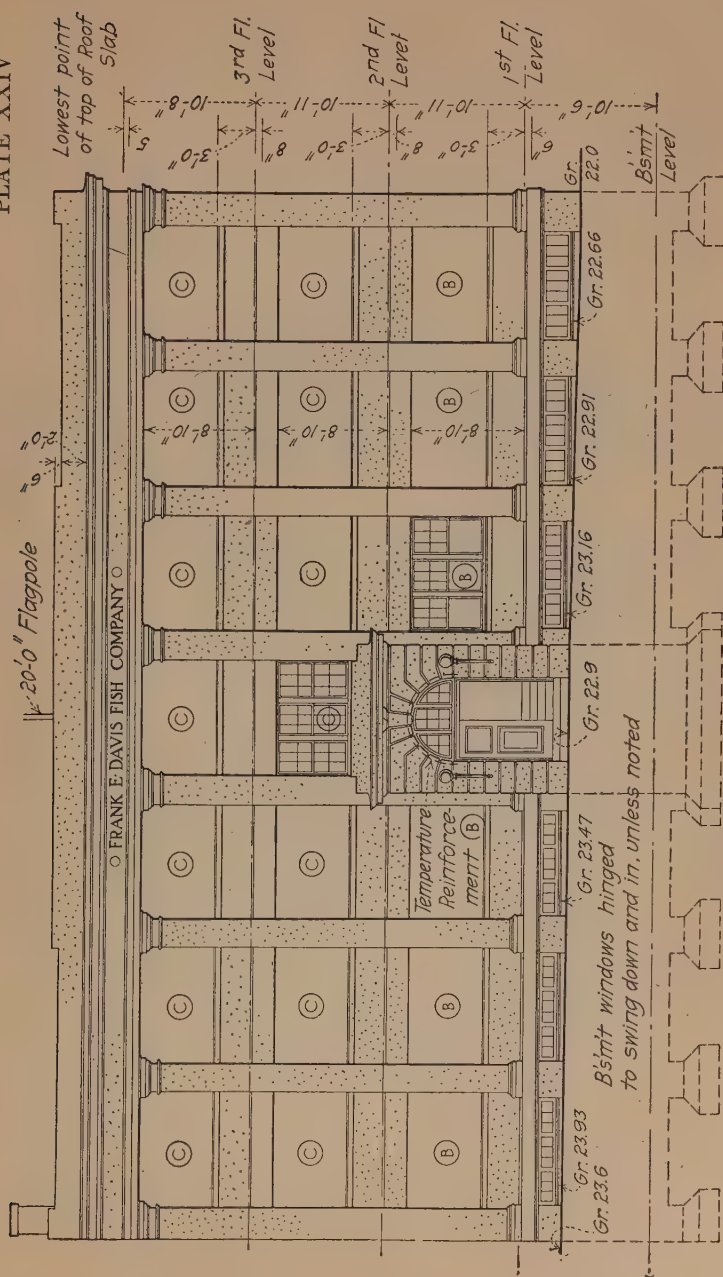 PLATE XXIV
20'-0" Flagpole
2'-0"
6"
Lowest point
of top of Roof
Slab
5
○ FRANK E. DAVIS FISH COMPANY ○
10'-8"
3'-0"
3rd Fl.
Level
8"
10'-11"
3'-0"
2nd Fl
Level
8"
10'-11"
3'-0"
1st Fl.
Level
6"
10'-6"
B'sm't
Level
C
C
C
C
C
C
C
8'-10"
C
C
C
C
C
C
C
8'-10"
B
B
Temperature
Reinforce-
ment B
B
B
B
8'-10"
Gr. 23.93
Gr. 23.6
Gr. 23.47
Gr. 22.9
Gr. 23.16
Gr. 22.91
Gr. 22.66
Gr.
22.0
B'sm't windows hinged
to swing down and in, unless noted